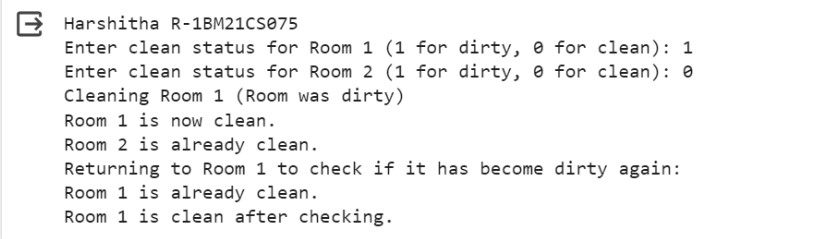 Harshitha R-1BM21CS075
Enter clean status for Room 1 (1 for dirty, 0 for clean): 1
Enter clean status for Room 2 (1 for dirty, 0 for clean): 0
Cleaning Room 1 (Room was dirty)
Room 1 is now clean.
Room 2 is already clean.
Returning to Room 1 to check if it has become dirty again:
Room 1 is already clean.
Room 1 is clean after checking.